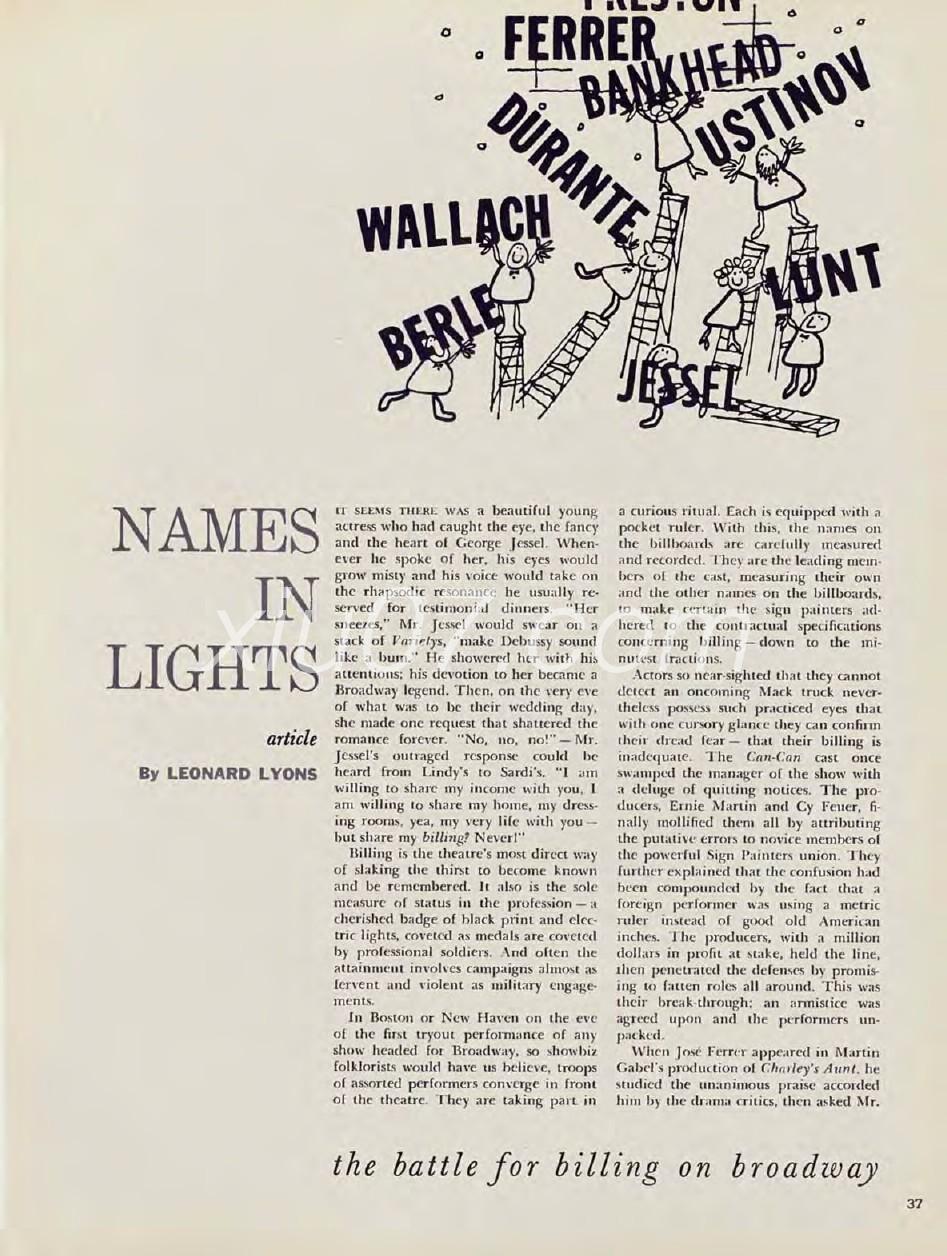 PRESTON
FERRER
BANKHEAD
USTINOV
DURANTE
WALLACH
LUNT
BERLE
JESSEL
NAMES
IN
LIGHTS
article
By LEONARD LYONS
IT SEEMS THERE WAS a beautiful young
actress who had caught the eye, the fancy
and the heart of George Jessel. When-
ever he spoke of her, his eyes would
grow misty and his voice would take on
the rhapsodic resonance he usually re-
served for testimonial dinners. "Her
sneezes," Mr. Jessel would swear on a
stack of Varietys, "make Debussy sound
like a bum." He showered her with his
attentions; his devotion to her became a
Broadway legend. Then, on the very eve
of what was to be their wedding day,
she made one request that shattered the
romance forever. "No, no, no!" — Mr.
Jessel's outraged response could be
heard from Lindy's to Sardi's. "I am
willing to share my income with you, I
am willing to share my home, my dress-
ing rooms, yea, my very life with you —
but share my billing? Never!"
Billing is the theatre's most direct way
of slaking the thirst to become known
and be remembered. It also is the sole
measure of status in the profession — a
cherished badge of black print and elec-
tric lights, coveted as medals are coveted
by professional soldiers. And often the
attainment involves campaigns almost as
fervent and violent as military engage-
ments.
In Boston or New Haven on the eve
of the first tryout performance of any
show headed for Broadway, so showbiz
folklorists would have us believe, troops
of assorted performers converge in front
of the theatre. They are taking part in
a curious ritual. Each is equipped with a
pocket ruler. With this, the names on
the billboards are carefully measured
and recorded. They are the leading mem-
bers of the cast, measuring their own
and the other names on the billboards,
to make certain the sign painters ad-
hered to the contractual specifications
concerning billing — down to the mi-
nutest fractions.
Actors so near-sighted that they cannot
detect an oncoming Mack truck never-
theless possess such practiced eyes that
with one cursory glance they can confirm
their dread fear — that their billing is
inadequate. The Can-Can cast once
swamped the manager of the show with
a deluge of quitting notices. The pro-
ducers, Ernie Martin and Cy Feuer, fi-
nally mollified them all by attributing
the putative errors to novice members of
the powerful Sign Painters union. They
further explained that the confusion had
been compounded by the fact that a
foreign performer was using a metric
ruler instead of good old American
inches. The producers, with a million
dollars in profit at stake, held the line,
then penetrated the defenses by promis-
ing to fatten roles all around. This was
their break-through; an armistice was
agreed upon and the performers un-
packed.
When José Ferrer appeared in Martin
Gabel's production of Charley's Aunt, he
studied the unanimous praise accorded
him by the drama critics, then asked Mr.
the battle for billing on broadway
37